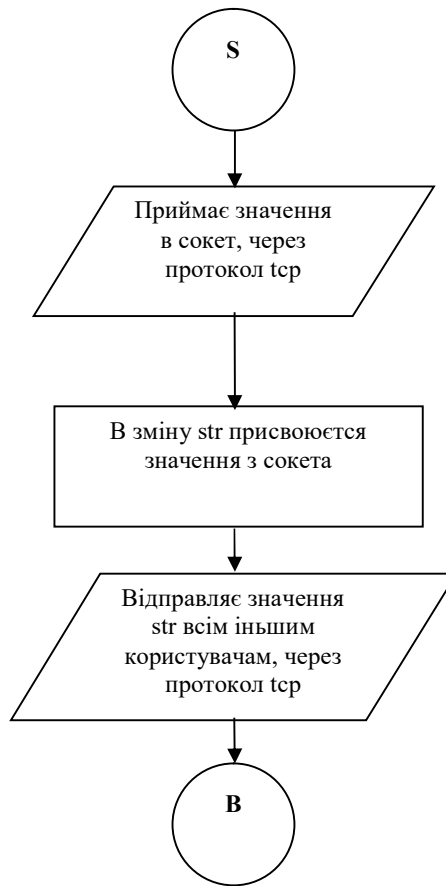 S
Приймає значення
в сокет, через
протокол tcp
В зміну str присвоюєтся
значення з сокета
Відправляє значення
str всім іньшим
користувачам, через
протокол tcp
B